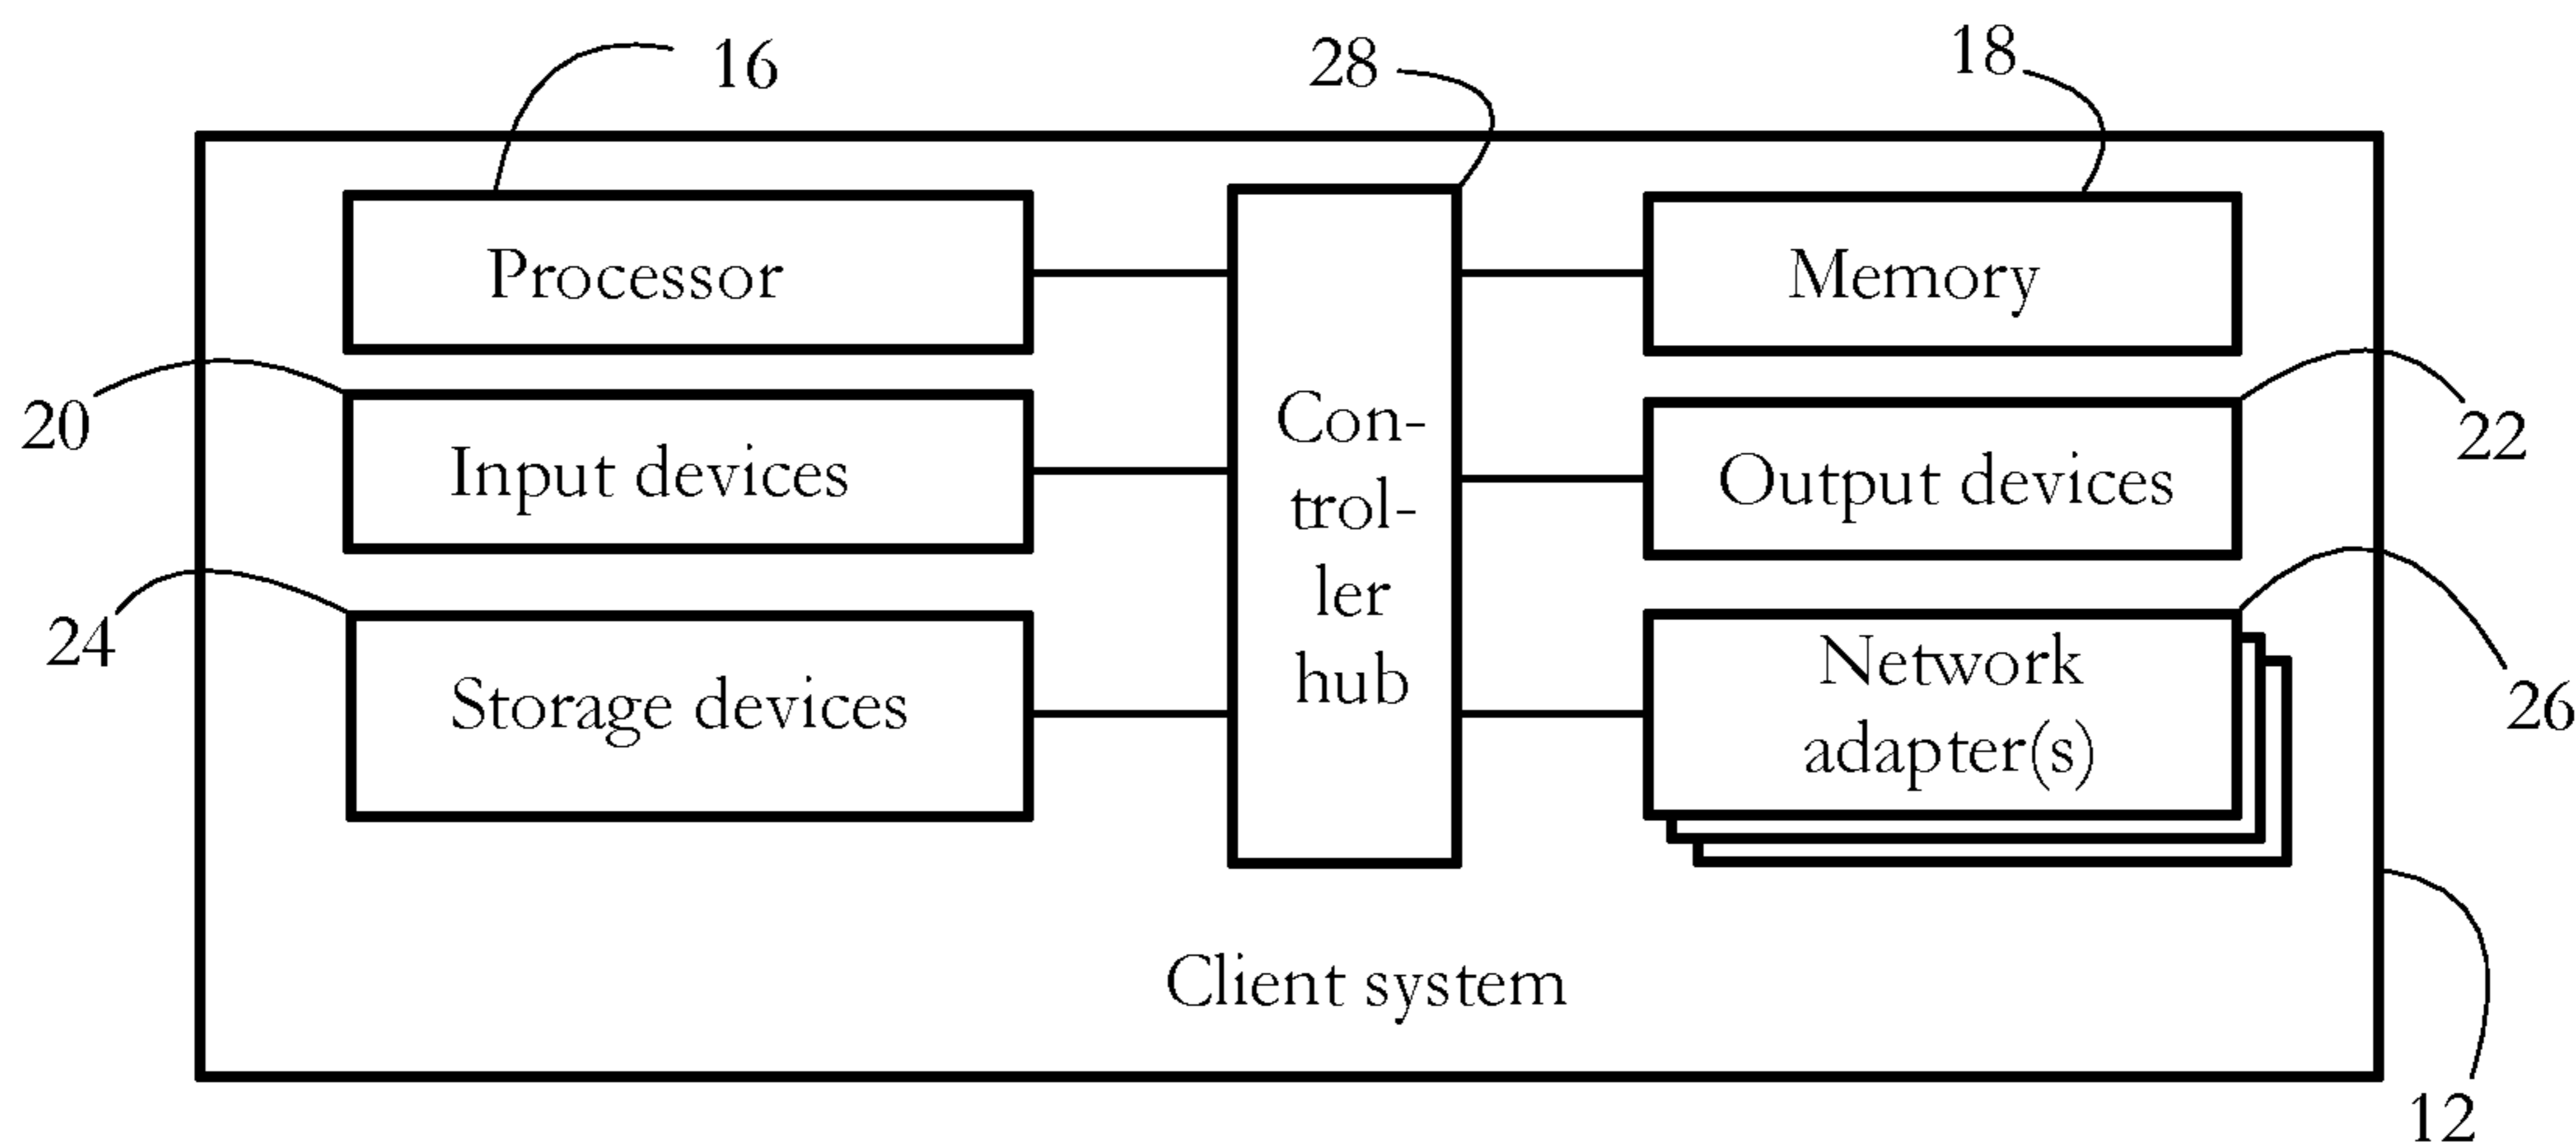 16
28
18
Processor
Memory
20
Input devices
Con-
trol-
ler
hub
Output devices
22
24
Storage devices
Network
adapter(s)
26
Client system
12